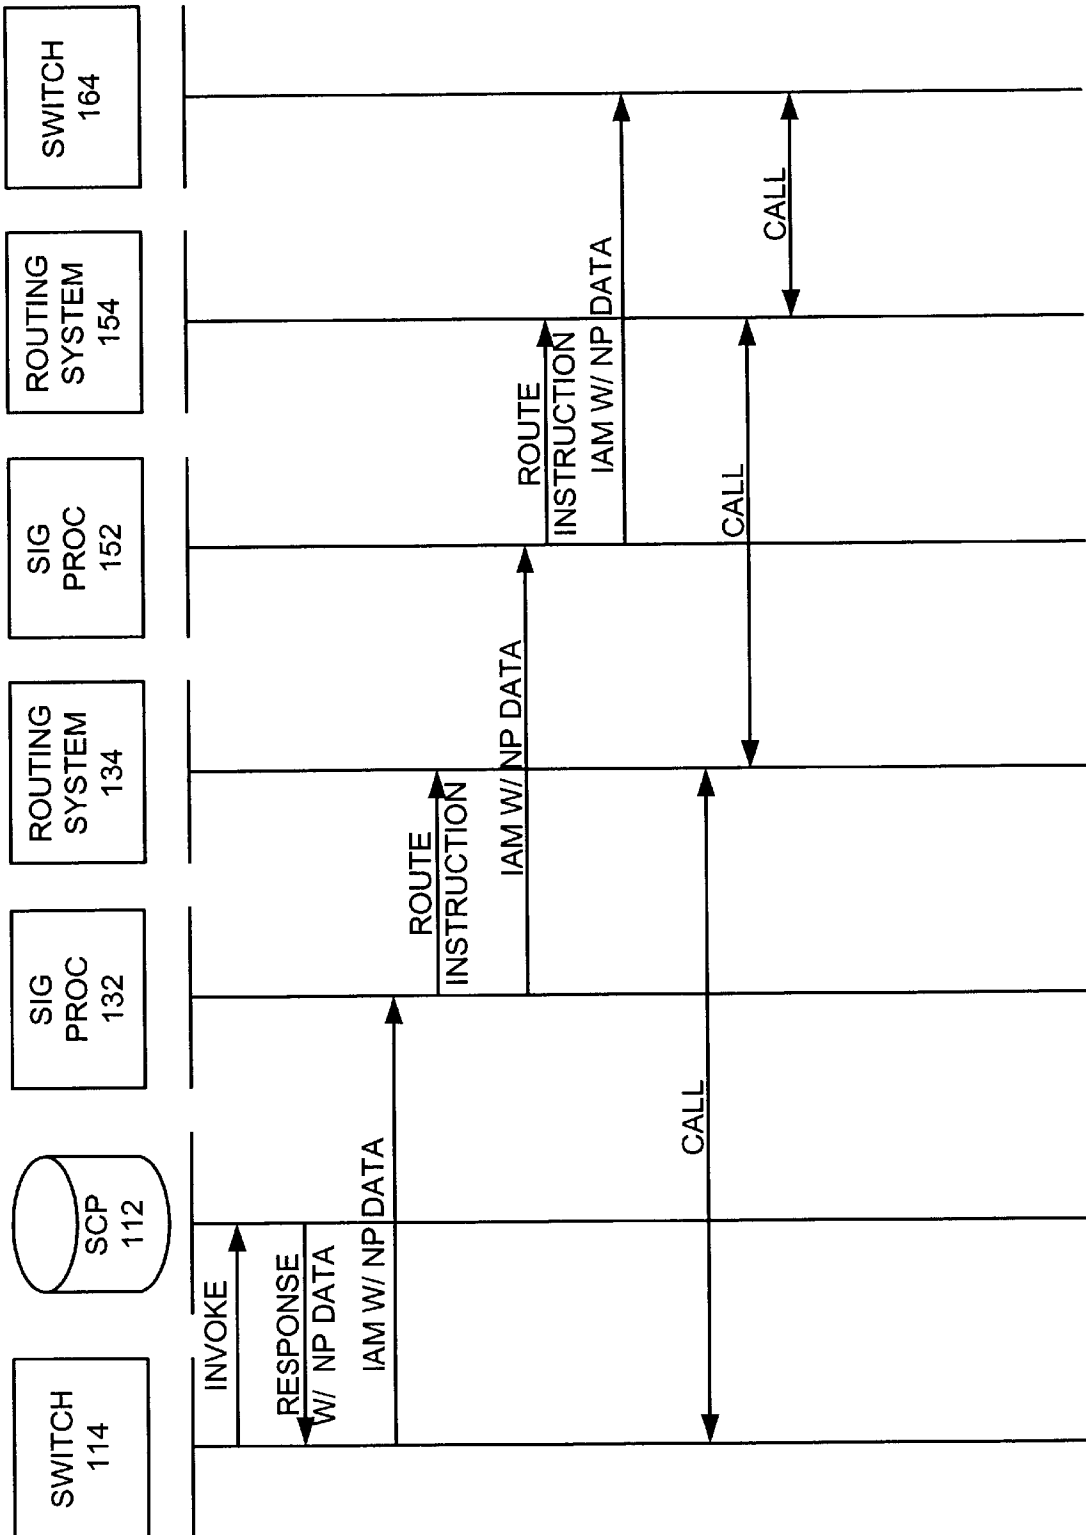 SWITCH
114
SCP
112
SIG
PROC
132
ROUTING
SYSTEM
134
SIG
PROC
152
ROUTING
SYSTEM
154
SWITCH
164
INVOKE
RESPONSE
W/ NP DATA
IAM W/ NP DATA
ROUTE
INSTRUCTION
IAM W/ NP DATA
ROUTE
INSTRUCTION
IAM W/ NP DATA
CALL
CALL
CALL